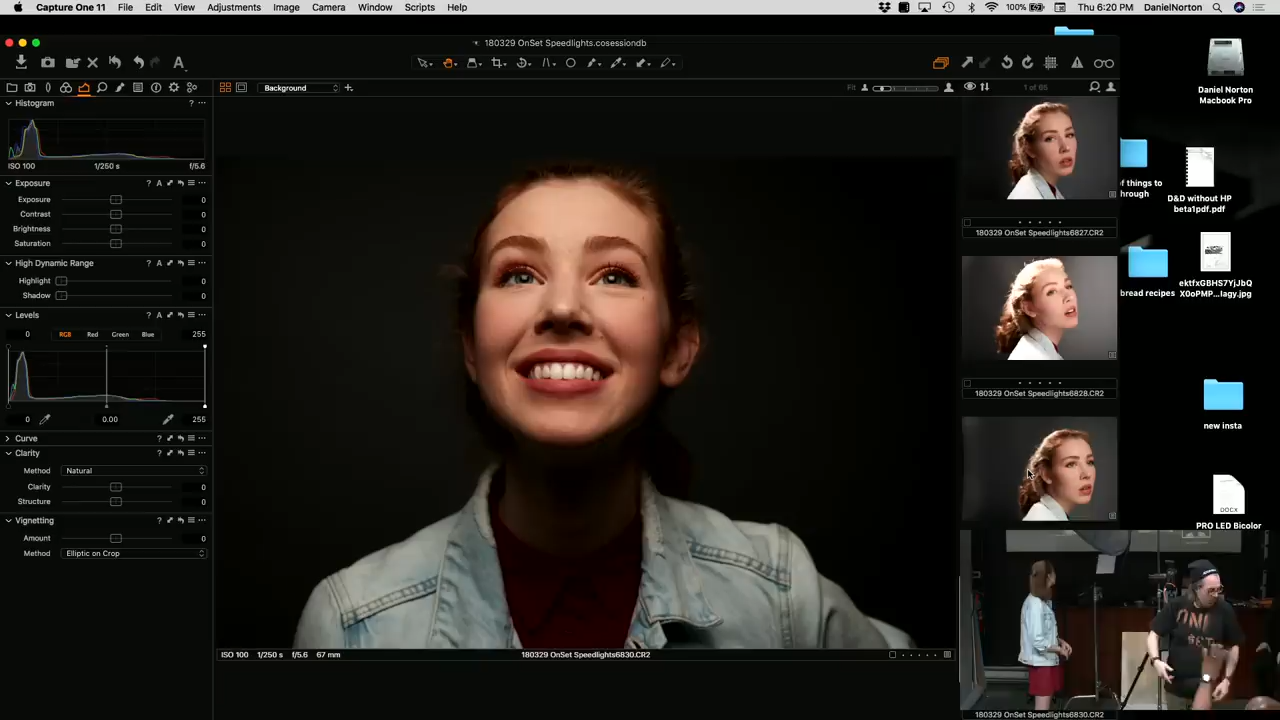 Capture One 11 File Edit View Adjustments Image Camera Window Scripts Help 100% Thu 6:20 PM DanielNorton
180329 OnSet Speedlights.cosessiondb
Background
Fit
1 of 65
Histogram ? ...
ISO 100 1/250 s f/5.6
Exposure ? A ...
Exposure 0
Contrast 0
Brightness 0
Saturation 0
High Dynamic Range ? A ...
Highlight 0
Shadow 0
Levels ? A ...
0 RGB Red Green Blue 255
0 0.00 255
Curve ? A ...
Clarity ? A ...
Method Natural
Clarity 0
Structure 0
Vignetting ? A ...
Amount 0
Method Elliptic on Crop
ISO 100 1/250 s f/5.6 67 mm 180329 OnSet Speedlights6830.CR2
180329 OnSet Speedlights6827.CR2
180329 OnSet Speedlights6828.CR2
180329 OnSet Speedlights6830.CR2
Daniel Norton
Macbook Pro
of things to
through
D&D without HP
beta1pdf.pdf
bread recipes
ektfxGBHS7YjJbQ
X0oPMP...lagy.jpg
new insta
DOCX
PRO LED Bicolor